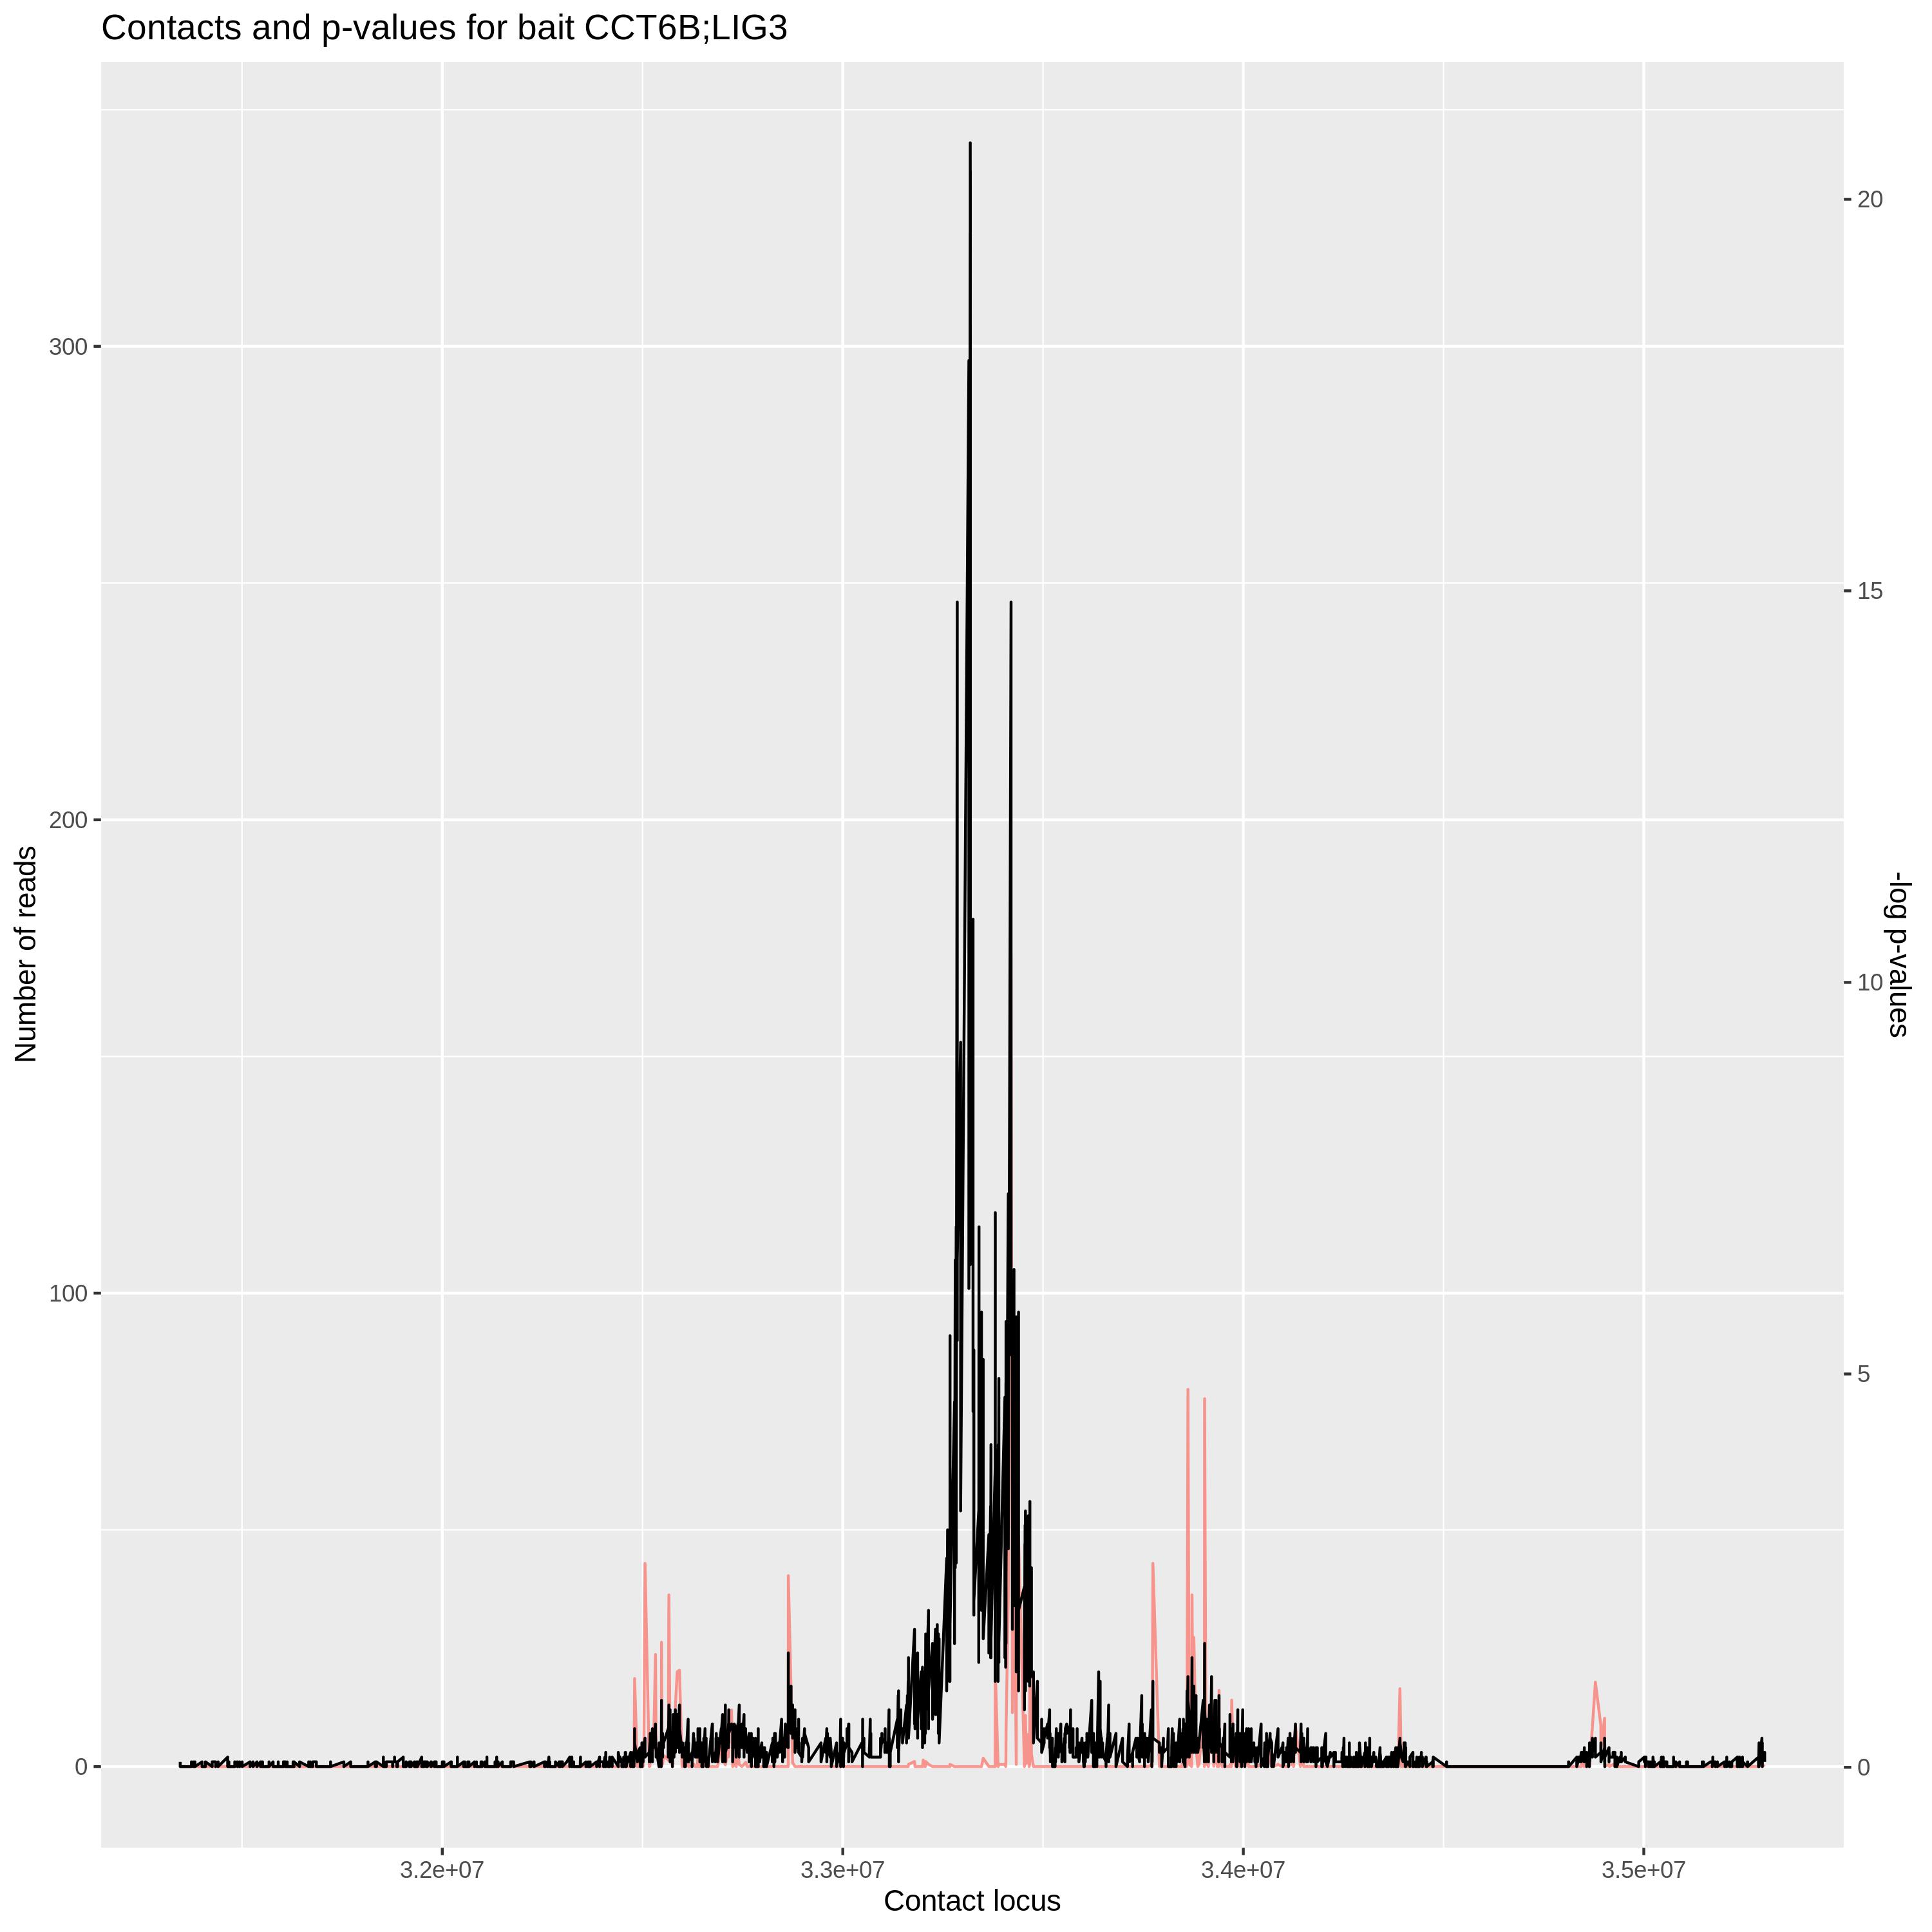 Contacts and p-values for bait CCT6B;LIG3
300
200
100
0
Number of reads
20
15
10
5
0
-log p-values
3.2e+07 3.3e+07 3.4e+07 3.5e+07
Contact locus